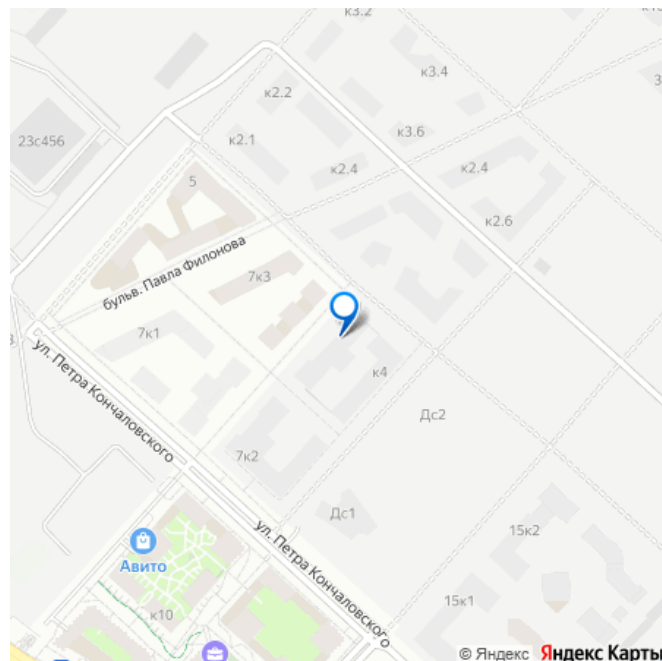 к3.2
к3.4
к2.2
23с456
к2.1
к3.6
к2.4
к2.4
5
к2.6
бульв. Павла Филонова
7к3
7к1
ул. Петра Кончаловского
к4
Дс2
7к2
Дс1
ул. Петра Кончаловского
15к2
Авито
к10
15к1
© Яндекс Яндекс Карты